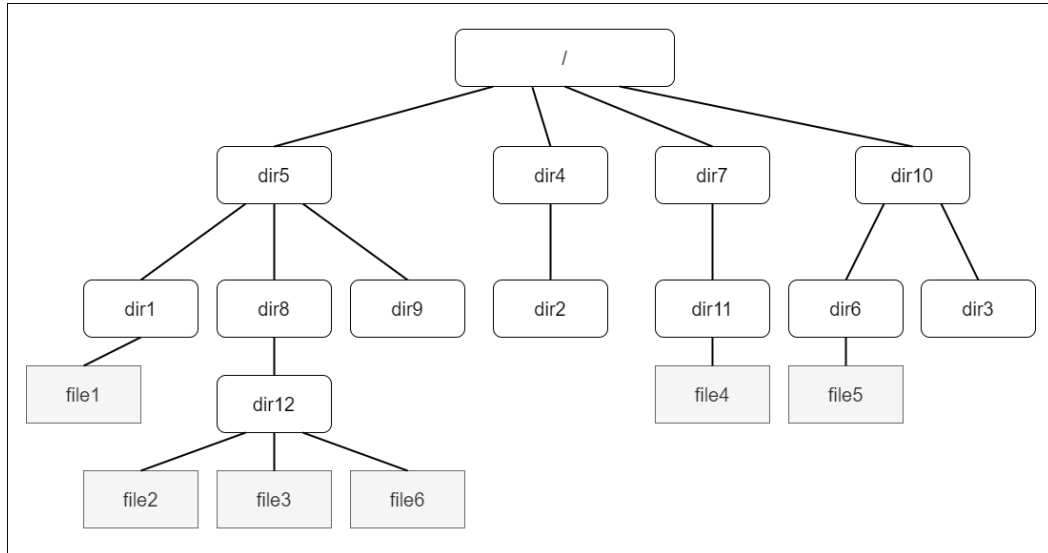 /
dir5 dir4 dir7 dir10
dir1 dir8 dir9 dir2 dir11 dir6 dir3
file1 file4 file5
dir12
file2 file3 file6